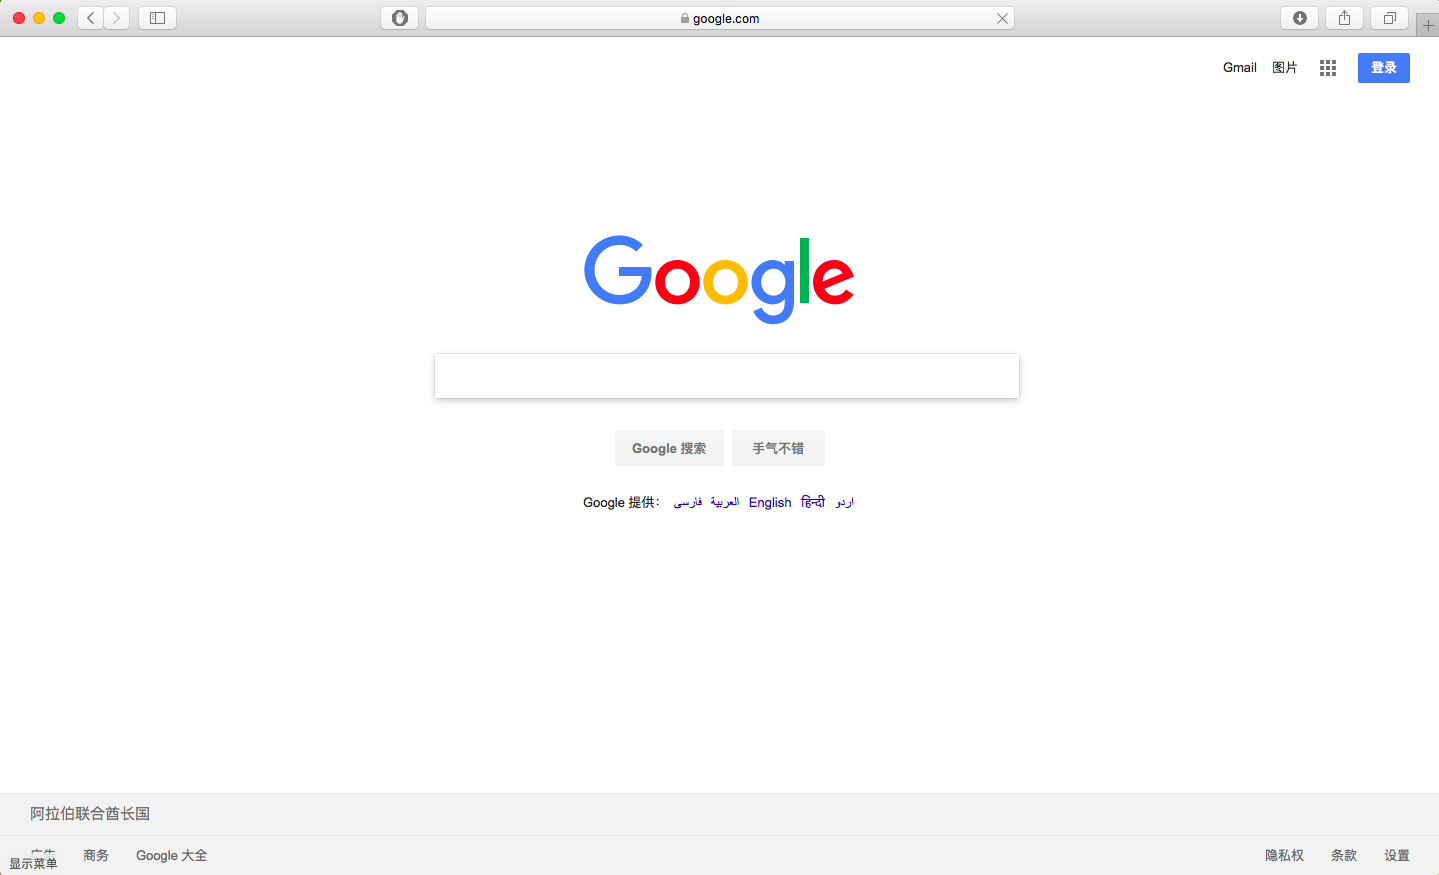 google.com
Gmail 图片 登录
Google
Google 搜索 手气不错
Google 提供： فارسی العربية English हिन्दी اردو
阿拉伯联合酋长国
广告 商务 Google 大全 隐私权 条款 设置
显示菜单